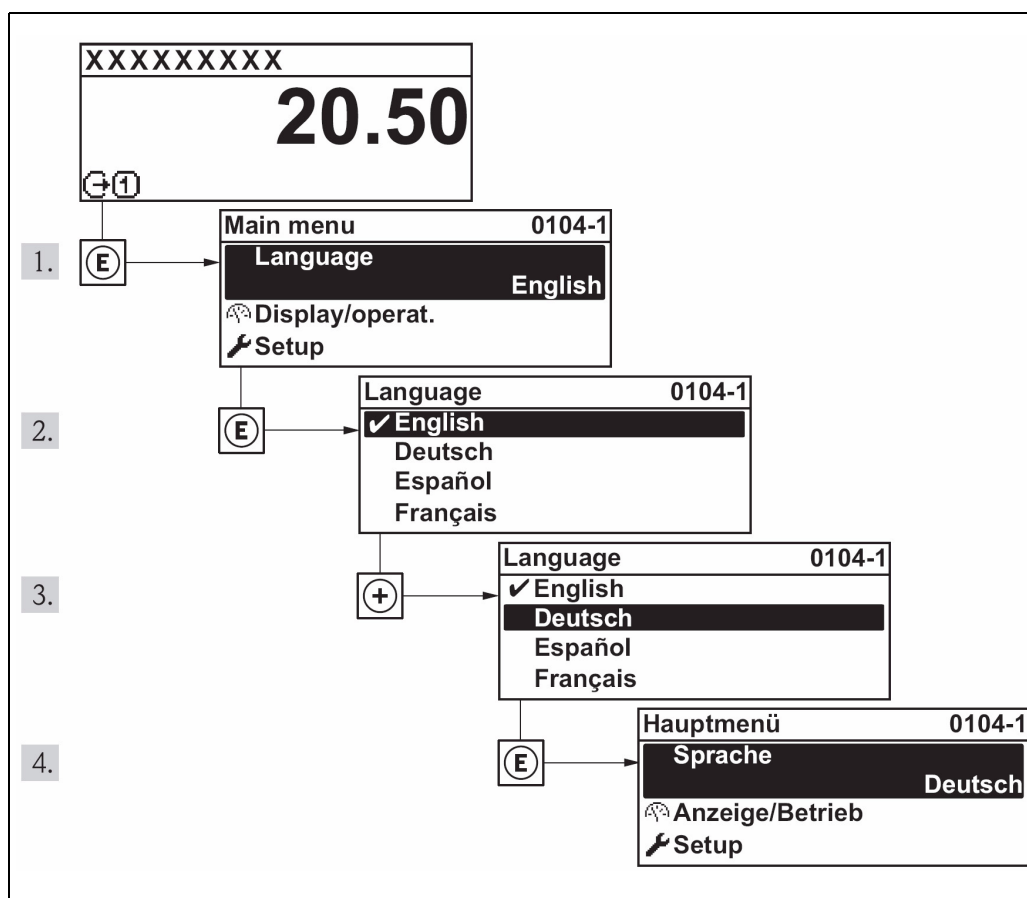 XXXXXXXXX
20.50
1
1.
E
Main menu 0104-1
Language
English
Display/operat.
Setup
2.
E
Language 0104-1
✔ English
Deutsch
Español
Français
3.
+
Language 0104-1
✔ English
Deutsch
Español
Français
4.
E
Hauptmenü 0104-1
Sprache
Deutsch
Anzeige/Betrieb
Setup